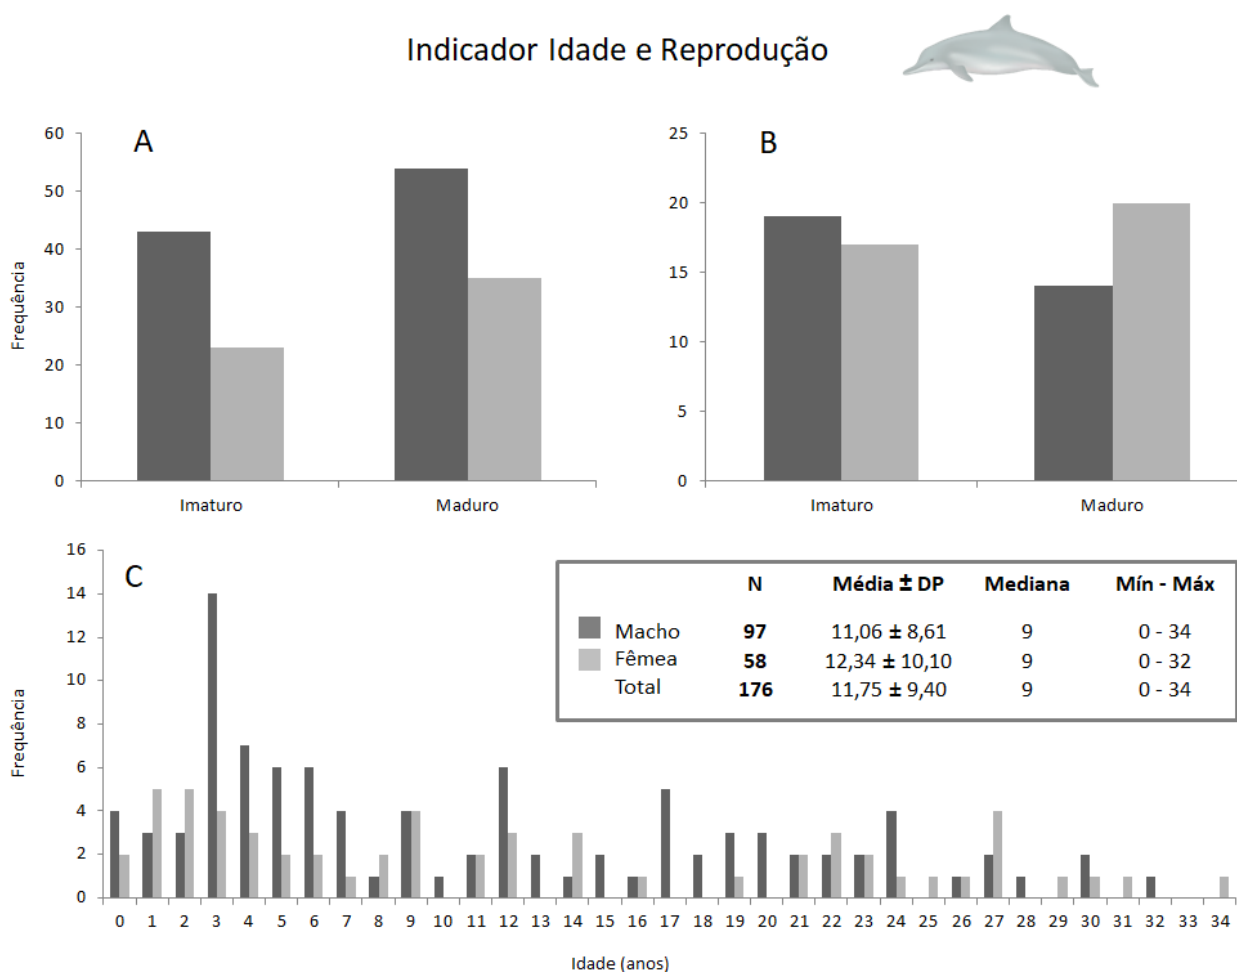 Indicador Idade e Reprodução
A
Frequência
60
50
40
30
20
10
0
Imaturo Maduro
B
25
20
15
10
5
0
Imaturo Maduro
C
Frequência
16
14
12
10
8
6
4
2
0
N Média ± DP Mediana Mín - Máx
Macho 97 11,06 ± 8,61 9 0 - 34
Fêmea 58 12,34 ± 10,10 9 0 - 32
Total 176 11,75 ± 9,40 9 0 - 34
0 1 2 3 4 5 6 7 8 9 10 11 12 13 14 15 16 17 18 19 20 21 22 23 24 25 26 27 28 29 30 31 32 33 34
Idade (anos)